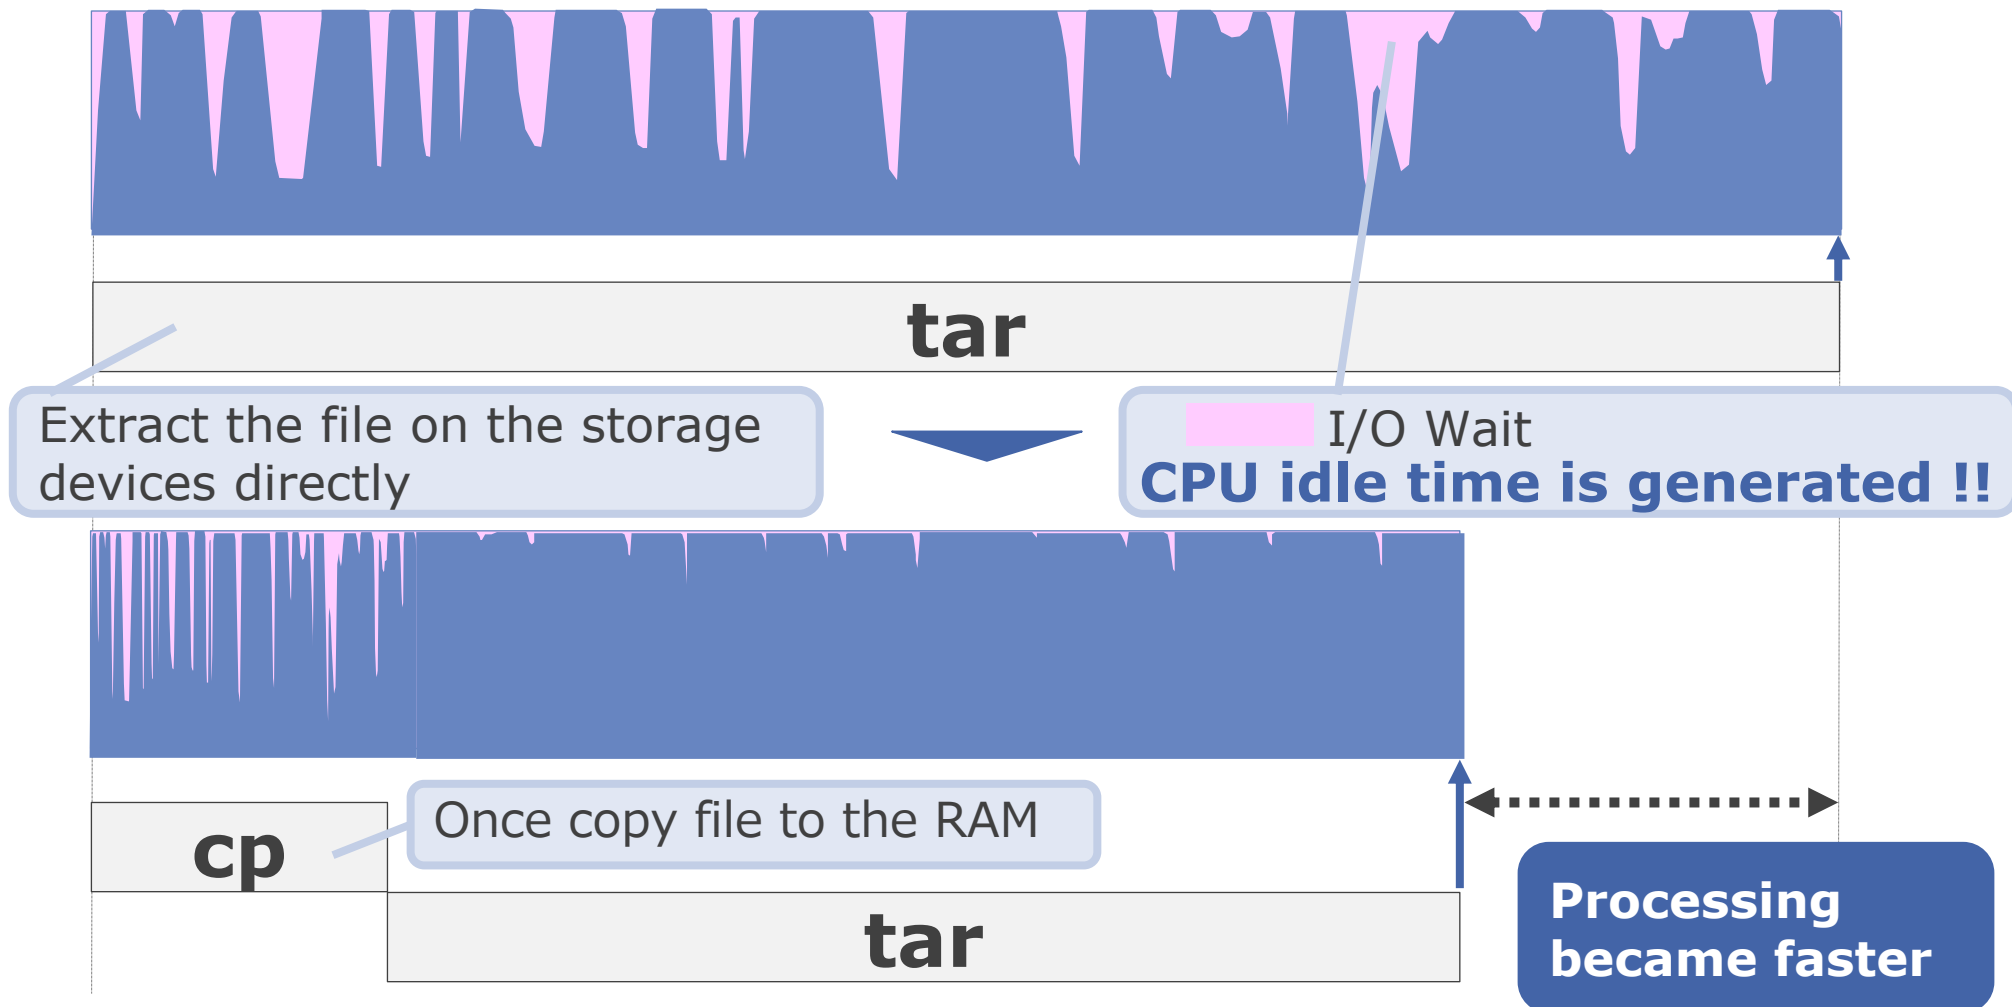 tar
Extract the file on the storage
devices directly
I/O Wait
CPU idle time is generated !!
Once copy file to the RAM
cp
tar
Processing
became faster